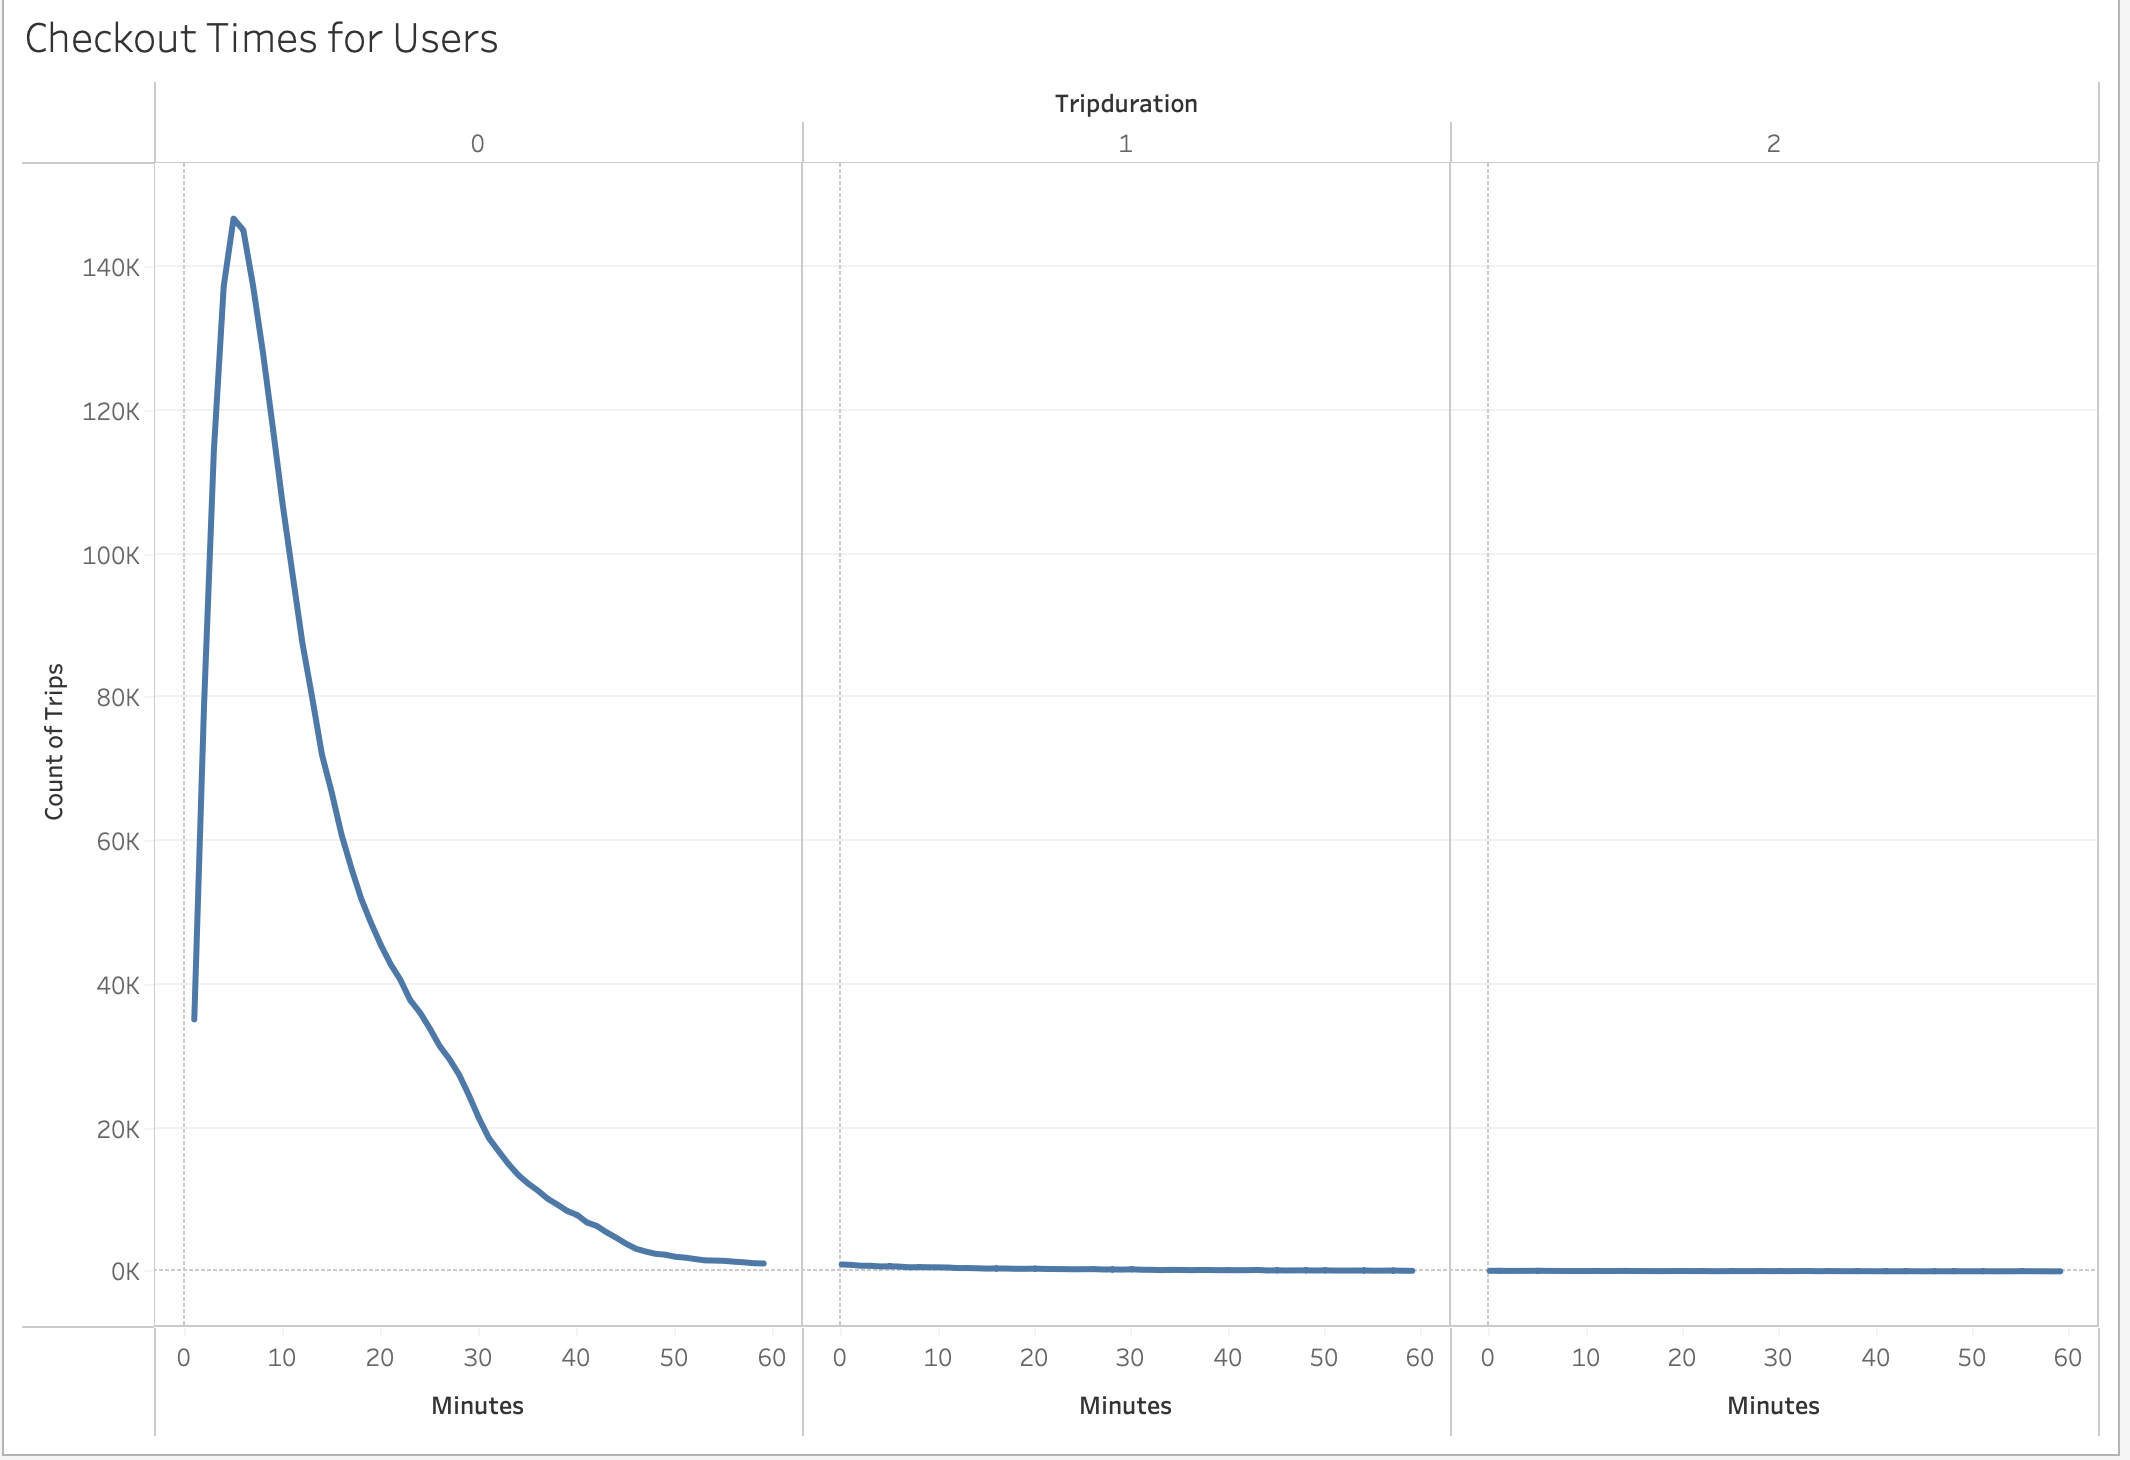 Checkout Times for Users
Tripduration
0 1 2
Count of Trips
140K
120K
100K
80K
60K
40K
20K
0K
0 10 20 30 40 50 60 0 10 20 30 40 50 60 0 10 20 30 40 50 60
Minutes Minutes Minutes